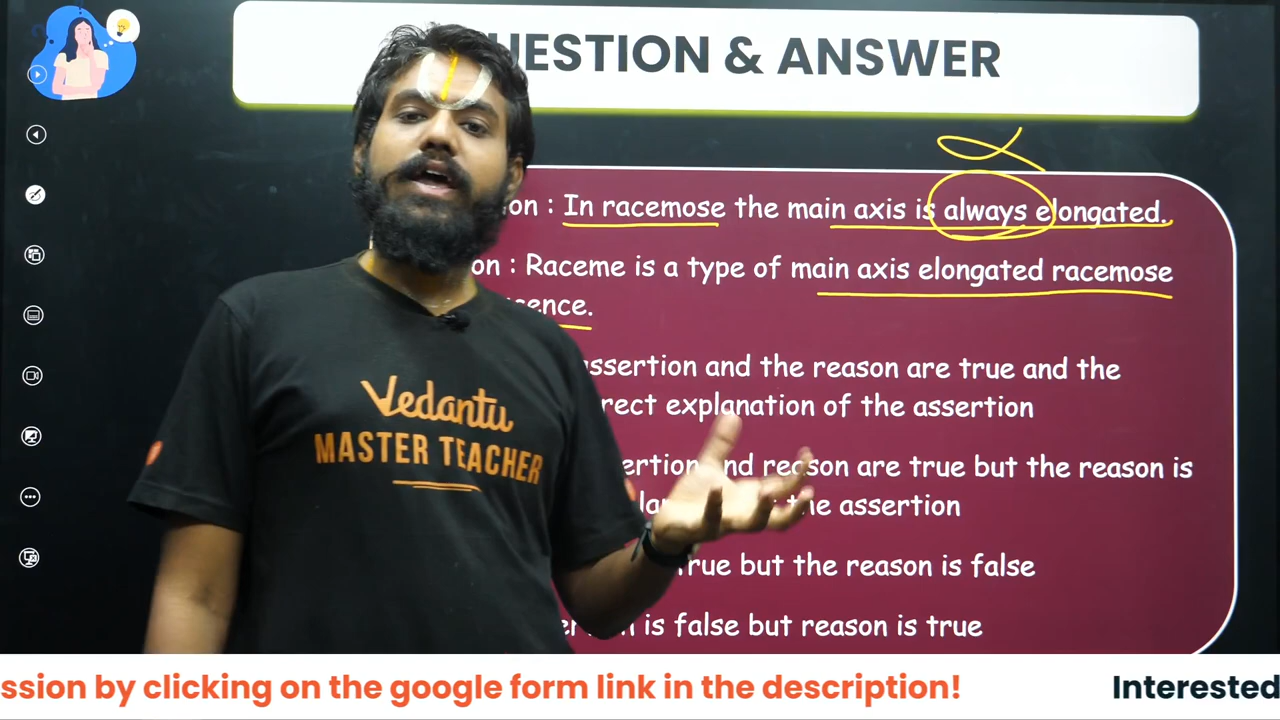 UESTION & ANSWER
on : In racemose the main axis is always elongated.
on : Raceme is a type of main axis elongated racemose
sence.
assertion and the reason are true and the
rect explanation of the assertion
ertion and reason are true but the reason is
the assertion
true but the reason is false
is false but reason is true
Vedantu
MASTER TEACHER
ssion by clicking on the google form link in the description!
Interested